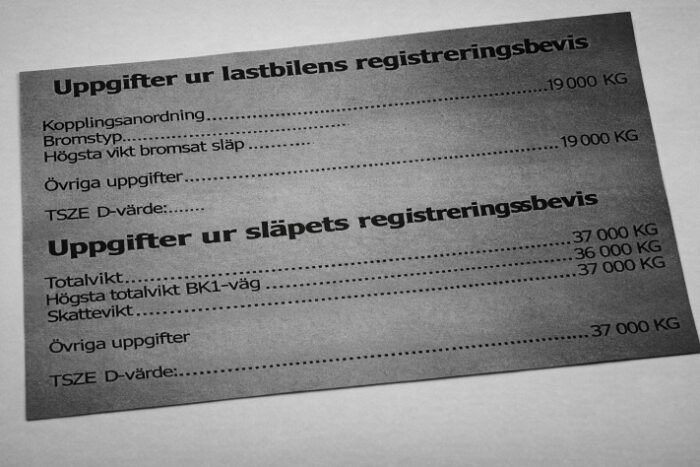 Uppgifter ur lastbilens registreringsbevis
Kopplingsanordning........................................19 000 KG
Bromstyp........................................
Högsta vikt bromsat släp ............
Övriga uppgifter........................................19 000 KG
TSZE D-värde:.......
Uppgifter ur släpets registreringssbevis
Totalvikt........................................37 000 KG
Högsta totalvikt BK1-väg ........................................36 000 KG
Skattevikt........................................37 000 KG
Övriga uppgifter
TSZE D-värde:........................................37 000 KG